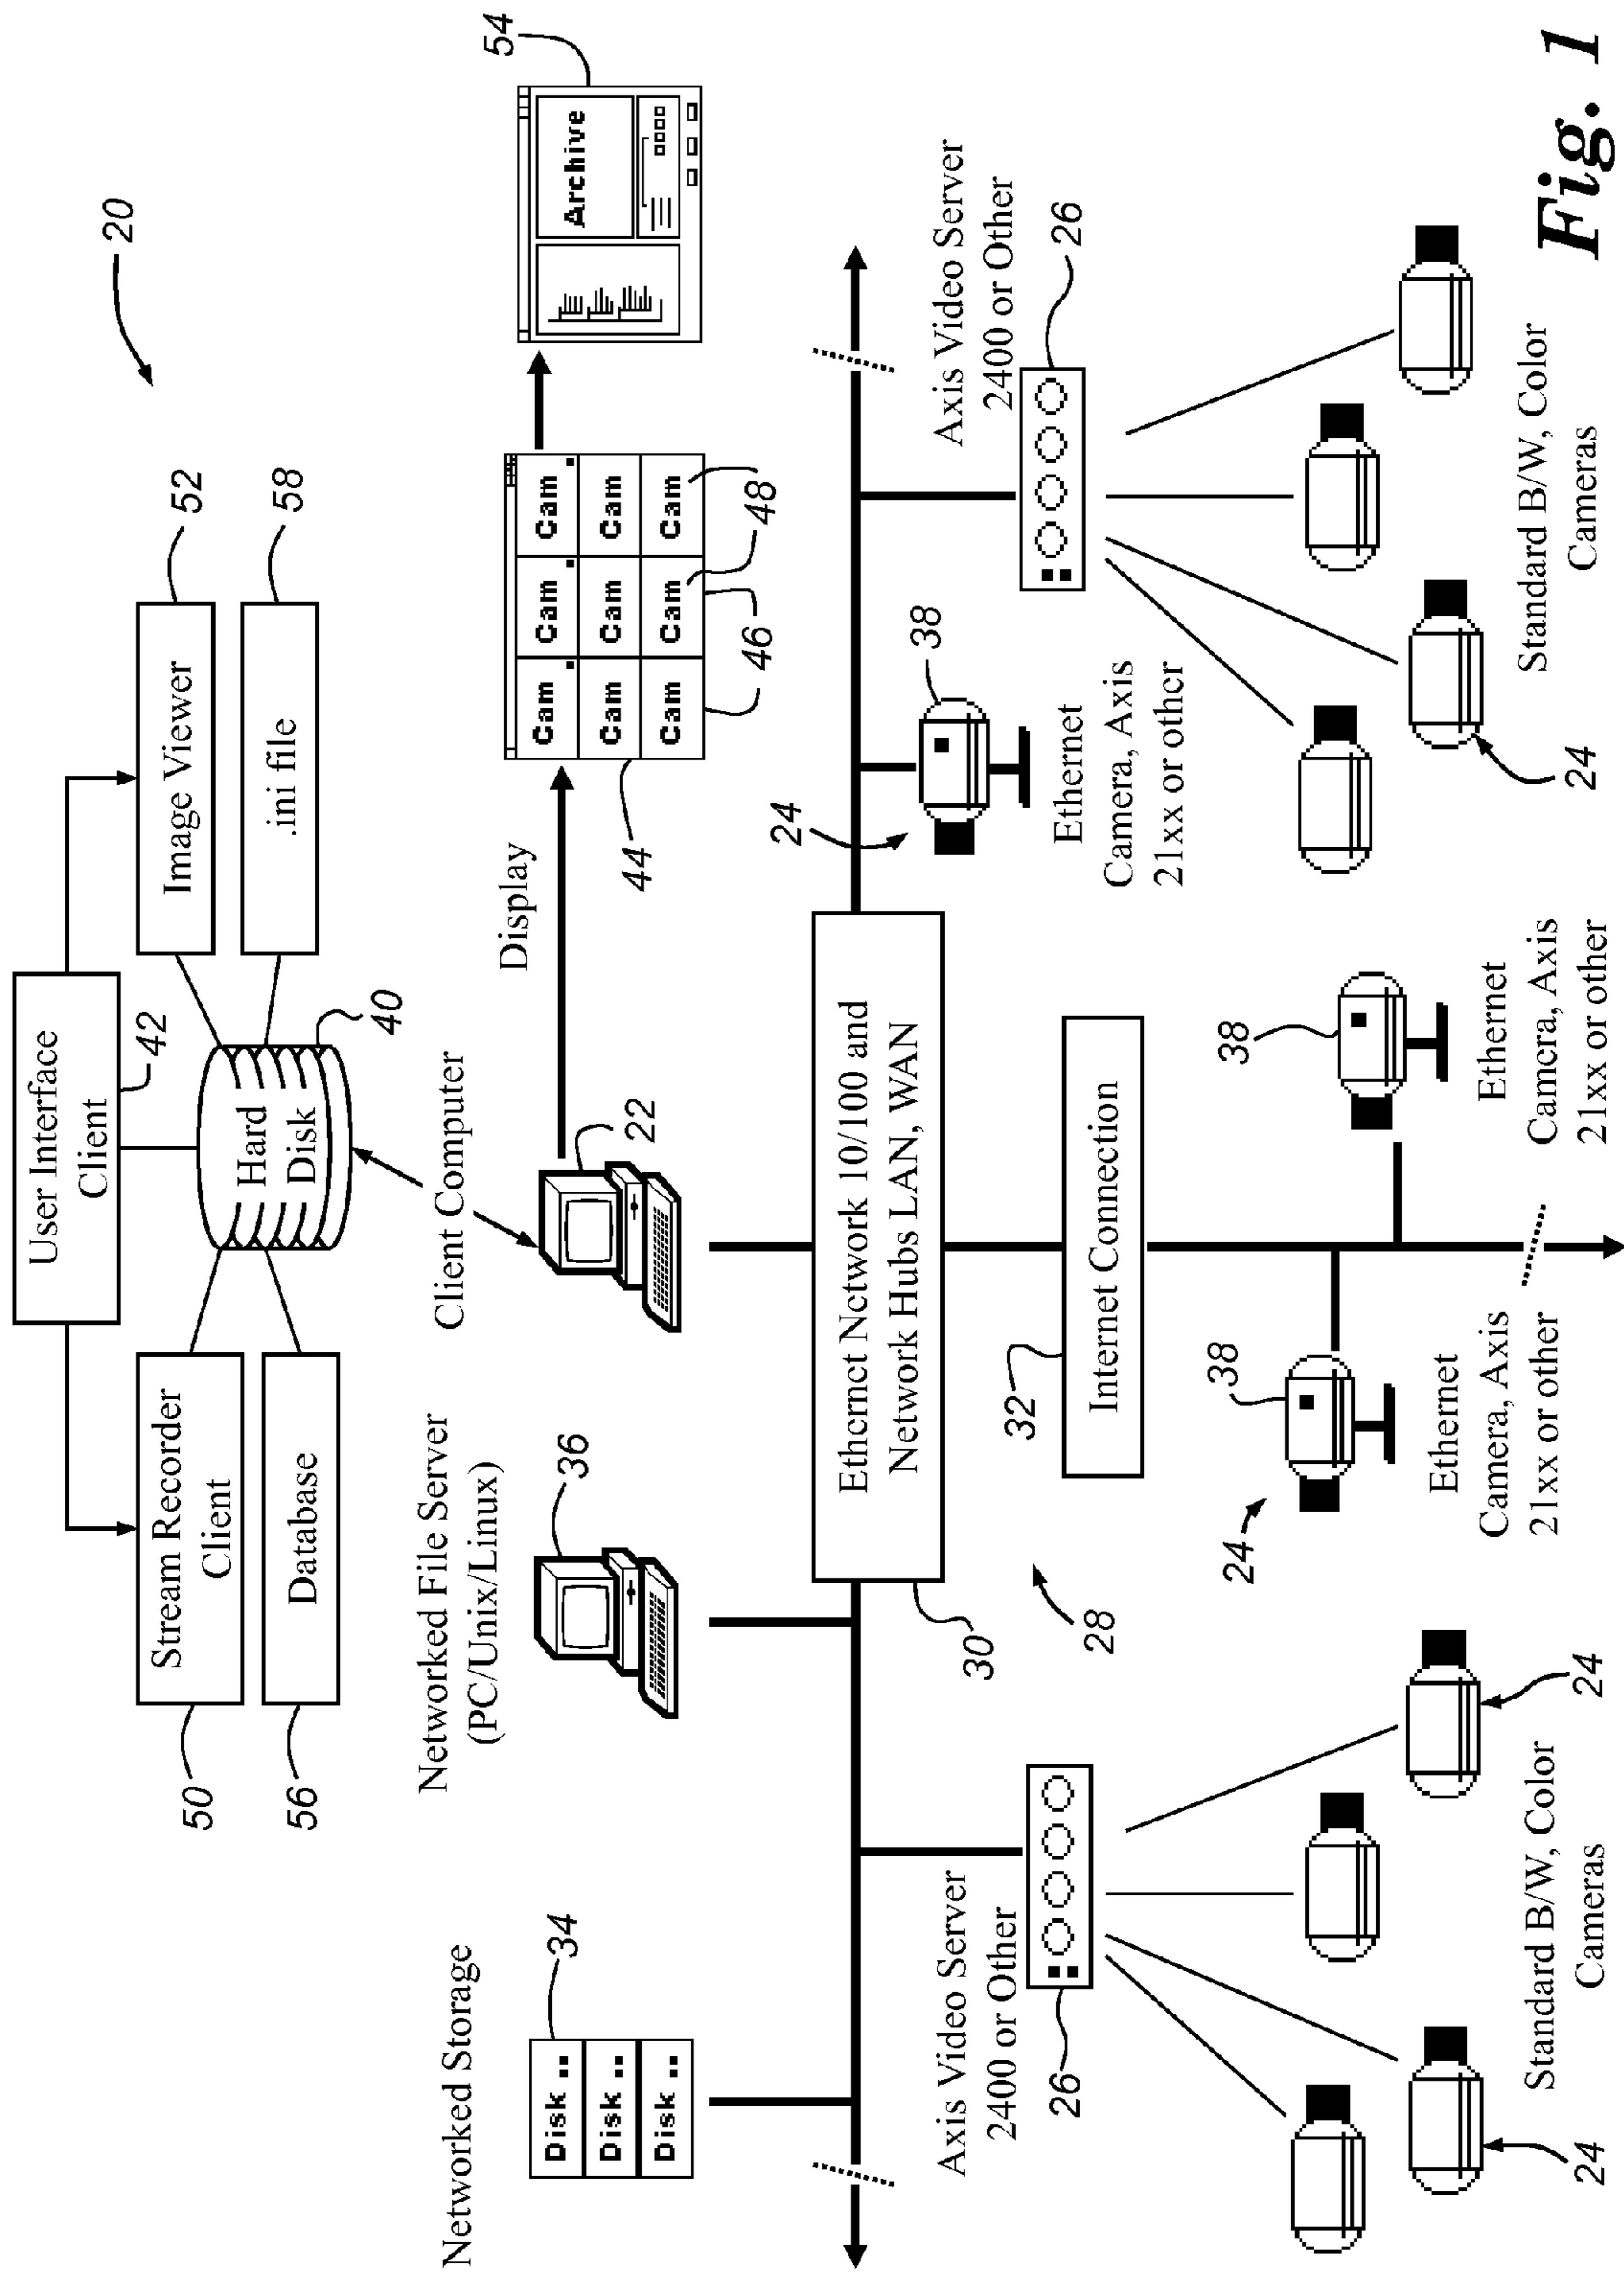 20
User Interface
Client
42
Stream Recorder
Client
50
Image Viewer
52
Hard
Disk
40
Database
56
.ini file
58
Networked Storage
Networked File Server
(PC/Unix/Linux)
Client Computer
Display
34
Disk ..
Disk ..
Disk ..
36
22
Cam Cam Cam
Cam Cam Cam
Cam Cam Cam
44
46
48
54
Archive
Ethernet Network 10/100 and
Network Hubs LAN, WAN
30
28
Axis Video Server
2400 or Other
26
Internet Connection
32
24
38
Ethernet
Camera, Axis
21xx or other
Axis Video Server
2400 or Other
26
24
24
Standard B/W, Color
Cameras
24
38
Ethernet
Camera, Axis
21xx or other
38
Ethernet
Camera, Axis
21xx or other
24
Standard B/W, Color
Cameras
Fig. 1